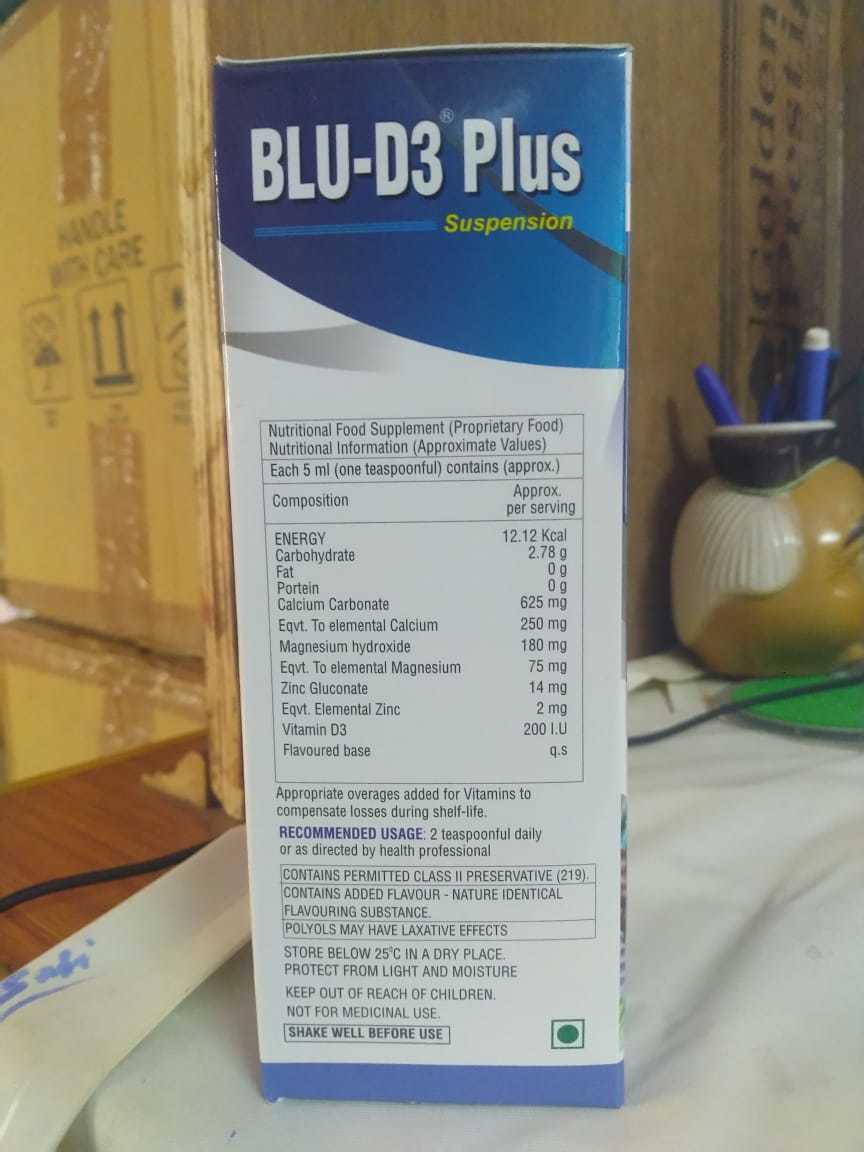 BLU-D3® Plus
Suspension
Nutritional Food Supplement (Proprietary Food)
Nutritional Information (Approximate Values)
Each 5 ml (one teaspoonful) contains (approx.)
Composition Approx.
per serving
ENERGY 12.12 Kcal
Carbohydrate 2.78 g
Fat 0 g
Portein 0 g
Calcium Carbonate 625 mg
Eqvt. To elemental Calcium 250 mg
Magnesium hydroxide 180 mg
Eqvt. To elemental Magnesium 75 mg
Zinc Gluconate 14 mg
Eqvt. Elemental Zinc 2 mg
Vitamin D3 200 I.U
Flavoured base q.s
Appropriate overages added for Vitamins to
compensate losses during shelf-life.
RECOMMENDED USAGE: 2 teaspoonful daily
or as directed by health professional
CONTAINS PERMITTED CLASS II PRESERVATIVE (219).
CONTAINS ADDED FLAVOUR - NATURE IDENTICAL
FLAVOURING SUBSTANCE.
POLYOLS MAY HAVE LAXATIVE EFFECTS
STORE BELOW 25°C IN A DRY PLACE.
PROTECT FROM LIGHT AND MOISTURE
KEEP OUT OF REACH OF CHILDREN.
NOT FOR MEDICINAL USE.
SHAKE WELL BEFORE USE
HANDLE
WITH CARE
Golden